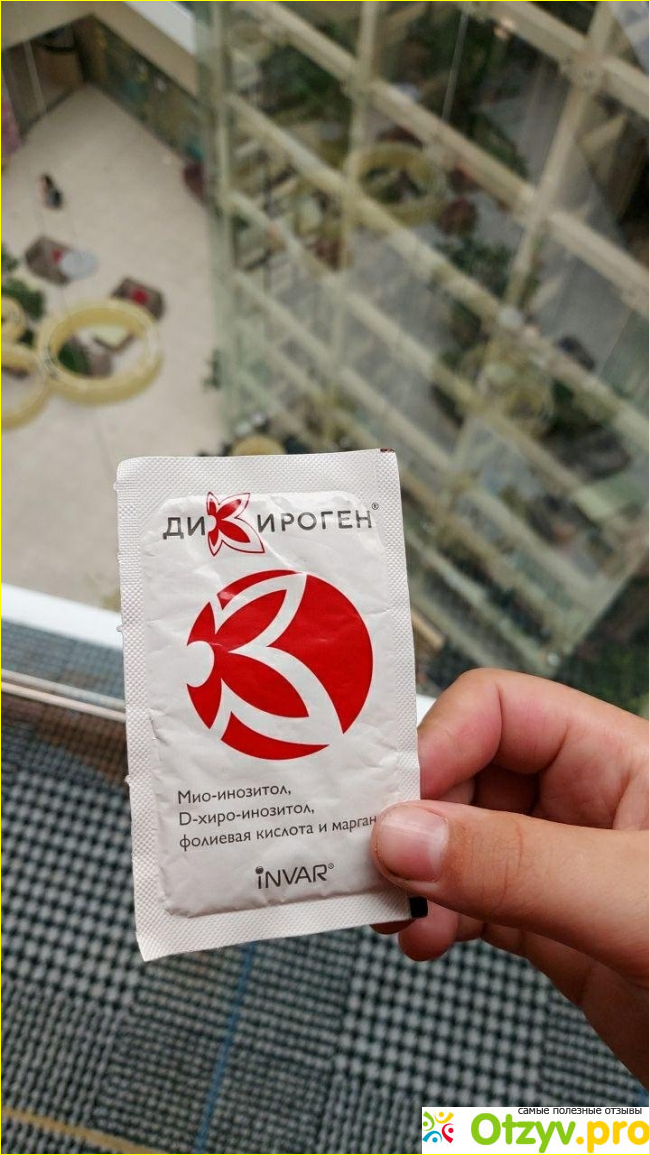 ДИХИРОГЕН®
Мио-инозитол,
D-хиро-инозитол,
фолиевая кислота и марган
iNVAR®
самые полезные отзывы
Otzyv.pro